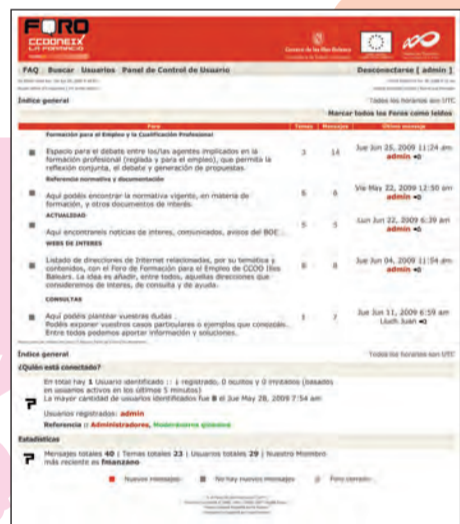 FORO
CCOONEIX
LA FORMACIÓ
FAQ Buscar Usuarios Panel de Control de Usuario Desconectarse [ admin ]
Índice general Todos los horarios son UTC
Marcar todos los Foros como leídos
Foro Temas Mensajes Último mensaje
Formación para el Empleo y la Cualificación Profesional
Espacio para el debate entre los/las agentes implicados en la
formación profesional (reglada y para el empleo), que permita la
reflexión conjunta, el debate y generación de propuestas
3 14 Jue Jun 25, 2009 11:24 am
admin
Referencia normativa y documentación
Aquí podéis encontrar la normativa vigente, en materia de
formación, y otros documentos de interés.
6 6 Vie May 22, 2009 12:50 am
admin
ACTUALIDAD
Aquí encontrareis noticias de interes, comunicados, avisos del BOE
5 5 Lun Jun 22, 2009 6:39 am
admin
WEBS DE INTERES
Listado de direcciones de Internet relacionadas, por su temática y
contenidos, con el Foro de Formación para el Empleo de CCOO Illes
Balears. La idea es añadir, entre todos, aquellas direcciones que
consideremos de interes, de consulta y de ayuda.
8 8 Jue Jun 04, 2009 11:54 am
admin
CONSULTAS
Aquí podéis plantear vuestras dudas
Podéis exponer vuestros casos particulares o ejemplos que conozcáis.
Entre todos podemos aportar información y soluciones.
1 7 Jue Jun 11, 2009 6:59 am
Lluch Juan
Índice general Todos los horarios son UTC
¿Quién está conectado?
En total hay 1 Usuario identificado :: 1 registrado, 0 ocultos y 0 invitados (basados
en usuarios activos en los últimos 5 minutos)
La mayor cantidad de usuarios identificados fue 8 el Jue May 28, 2009 7:54 am
Usuarios registrados: admin
Referencia :: Administradores, Moderadores globales
Estadísticas
Mensajes totales 40 | Temas totales 23 | Usuarios totales 29 | Nuestro Miembro
más reciente es fmanzano
Nuevos mensajes No hay nuevos mensajes Foro cerrado